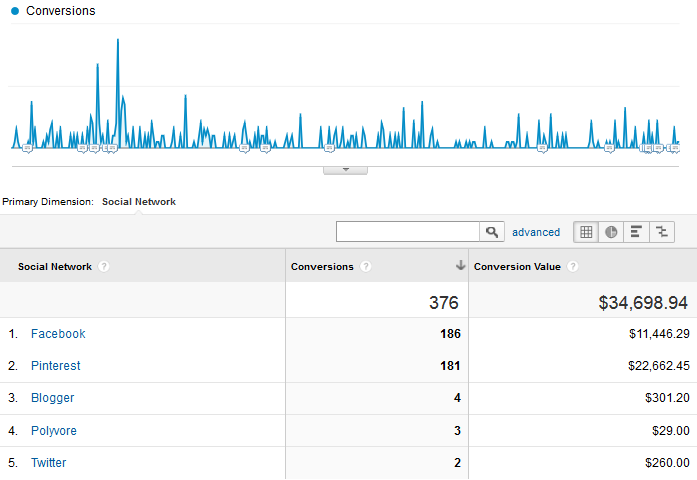 Conversions
Primary Dimension: Social Network
advanced
Social Network ? Conversions ? Conversion Value ?
376 $34,698.94
1. Facebook 186 $11,446.29
2. Pinterest 181 $22,662.45
3. Blogger 4 $301.20
4. Polyvore 3 $29.00
5. Twitter 2 $260.00